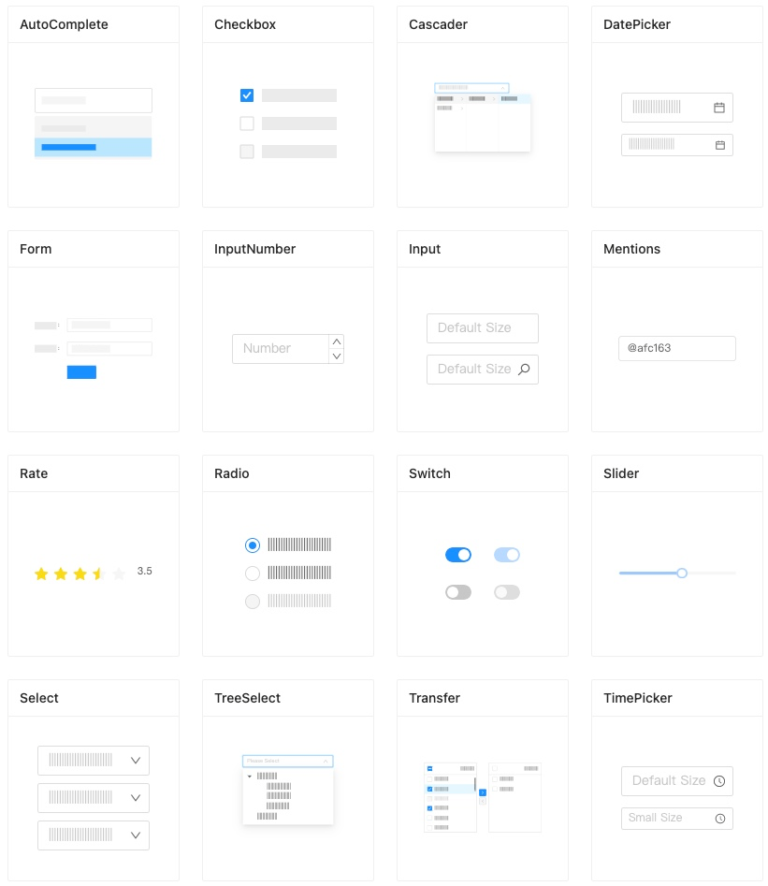 AutoComplete
Checkbox
Cascader
DatePicker
Form
InputNumber
Input
Mentions
Number
Default Size
Default Size
@afc163
Rate
Radio
Switch
Slider
3.5
Select
TreeSelect
Transfer
TimePicker
Please Select
Default Size
Small Size